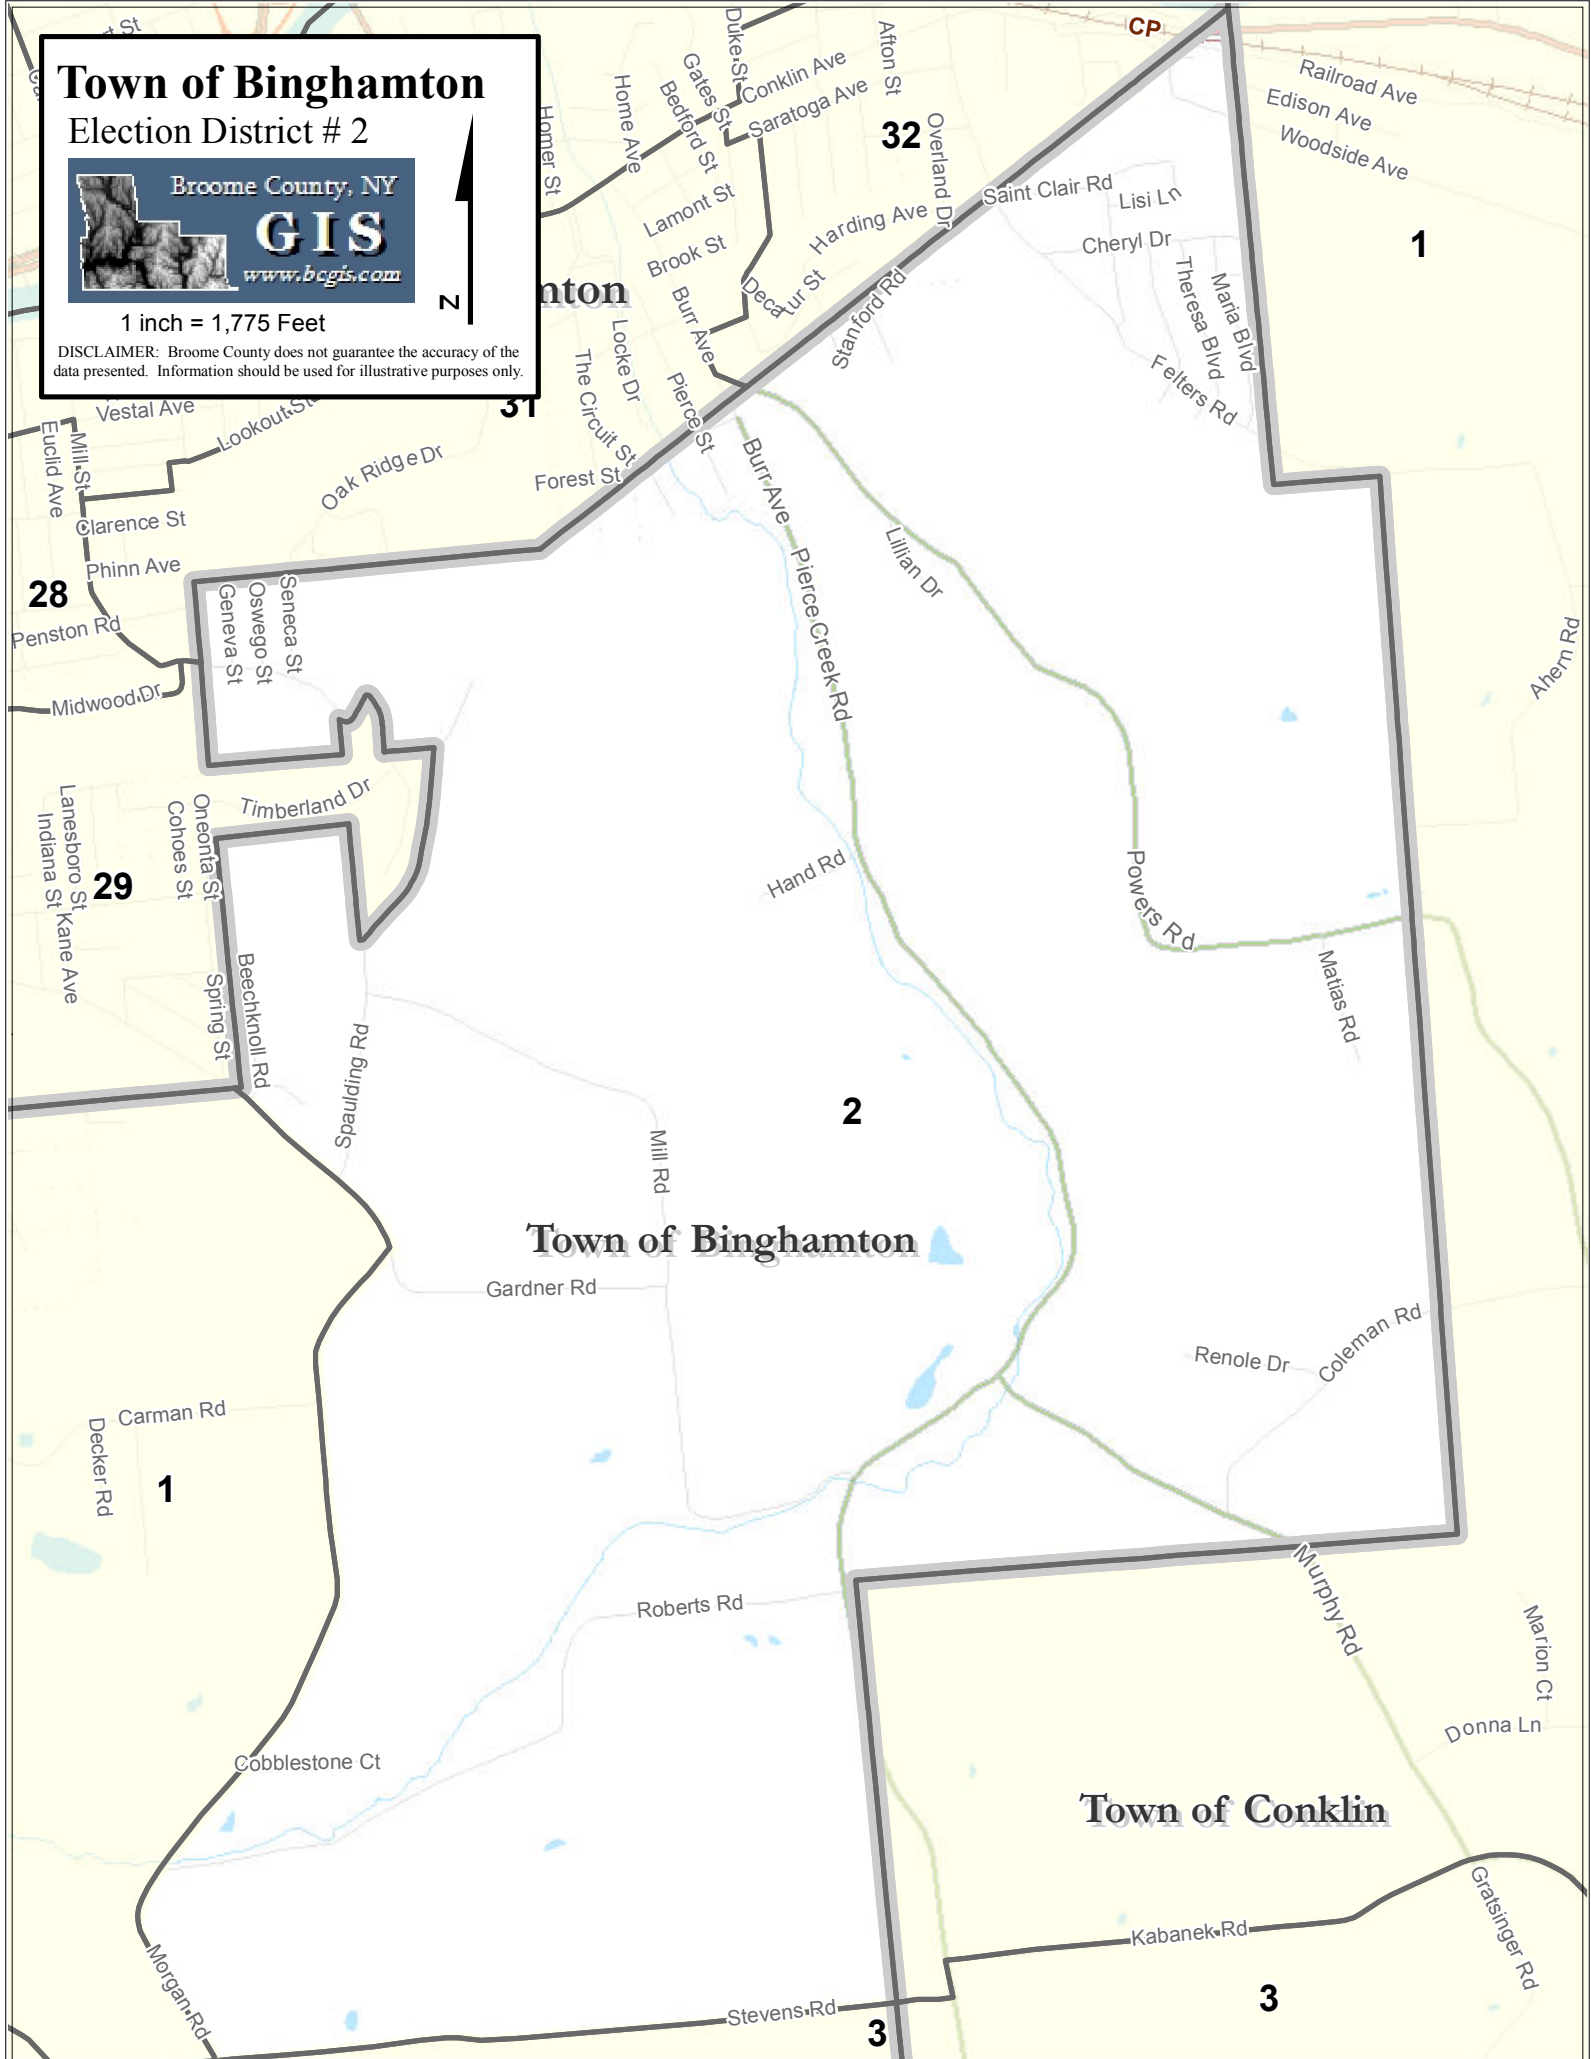 Town of Binghamton
Election District # 2
Broome County, NY
GIS
www.bcgis.com
1 inch = 1,775 Feet
N
DISCLAIMER: Broome County does not guarantee the accuracy of the
data presented. Information should be used for illustrative purposes only.
CP
Railroad Ave
Edison Ave
Woodside Ave
Duke St
Gates St
Conklin Ave
Afton St
Home Ave
Bedford St
Saratoga Ave
Homer St
32
Overland Dr
Lamont St
Harding Ave
Saint Clair Rd
Lisi Ln
Brook St
Cheryl Dr
1
Decatur St
Stanford Rd
Theresa Blvd
Maria Blvd
nton
Burr Ave
Locke Dr
The Circuit St
Pierce St
Felters Rd
31
Vestal Ave
Lookout St
Euclid Ave
Mill St
Oak Ridge Dr
Forest St
Burr Ave
Clarence St
Phinn Ave
28
Penston Rd
Geneva St
Oswego St
Seneca St
Lillian Dr
Pierce Creek Rd
Midwood Dr
Ahern Rd
Timberland Dr
Lanesboro St
Indiana St
Cohoes St
Oneonta St
29
Kane Ave
Hand Rd
Powers Rd
Beechknoll Rd
Spring St
Spaulding Rd
Matias Rd
2
Mill Rd
Town of Binghamton
Gardner Rd
Renole Dr
Coleman Rd
Carman Rd
Decker Rd
1
Murphy Rd
Roberts Rd
Marion Ct
Donna Ln
Cobblestone Ct
Town of Conklin
Gratsinger Rd
Kabanek Rd
Morgan Rd
Stevens Rd
3
3